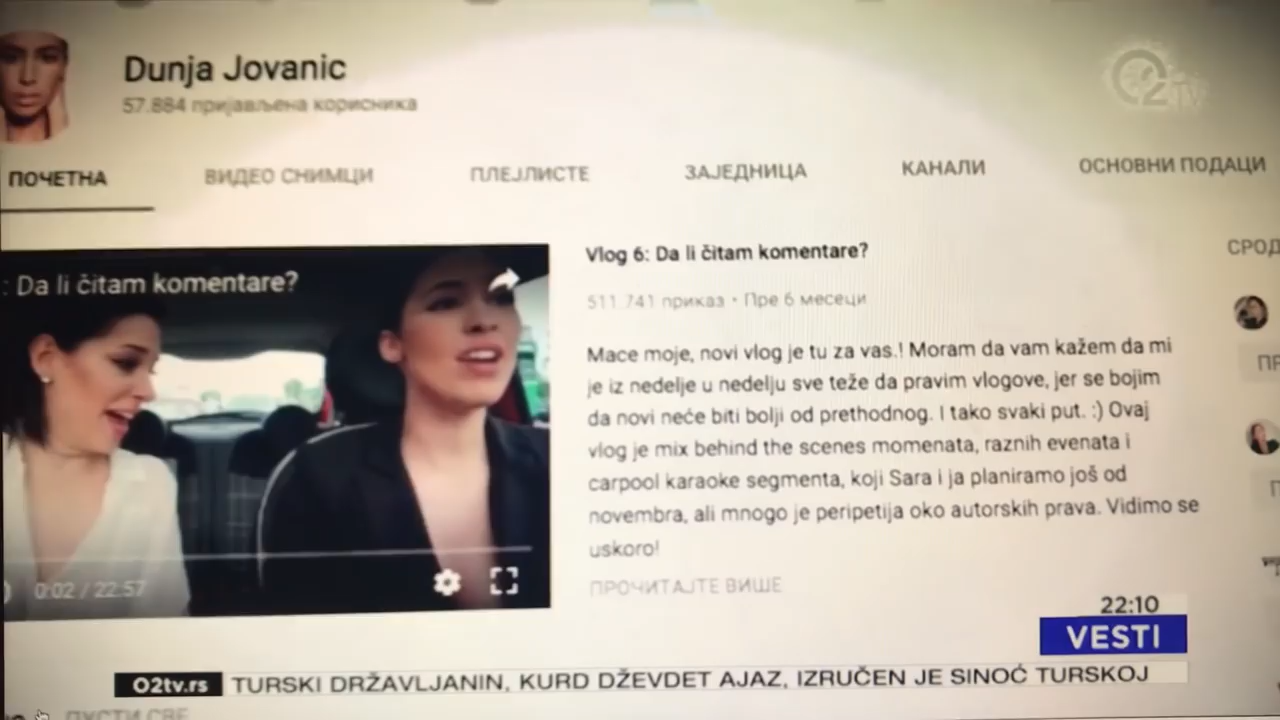 Dunja Jovanic
57.884 пријављена корисника
O2 TV
ПОЧЕТНА
ВИДЕО СНИМЦИ
ПЛЕЈЛИСТЕ
ЗАЈЕДНИЦА
КАНАЛИ
ОСНОВНИ ПОДАЦИ
: Da li čitam komentare?
0:02 / 22:57
Vlog 6: Da li čitam komentare?
511.741 приказ • Пре 6 месеци
Mace moje, novi vlog je tu za vas.! Moram da vam kažem da mi
je iz nedelje u nedelju sve teže da pravim vlogove, jer se bojim
da novi neće biti bolji od prethodnog. I tako svaki put. :) Ovaj
vlog je mix behind the scenes momenata, raznih evenata i
carpool karaoke segmenta, koji Sara i ja planiramo još od
novembra, ali mnogo je peripetija oko autorskih prava. Vidimo se
uskoro!
ПРОЧИТАЈТЕ ВИШЕ
СРОД
22:10
VESTI
O2tv.rs TURSKI DRŽAVLJANIN, KURD DŽEVDET AJAZ, IZRUČEN JE SINOĆ TURSKOJ
ПУСТИ СВЕ